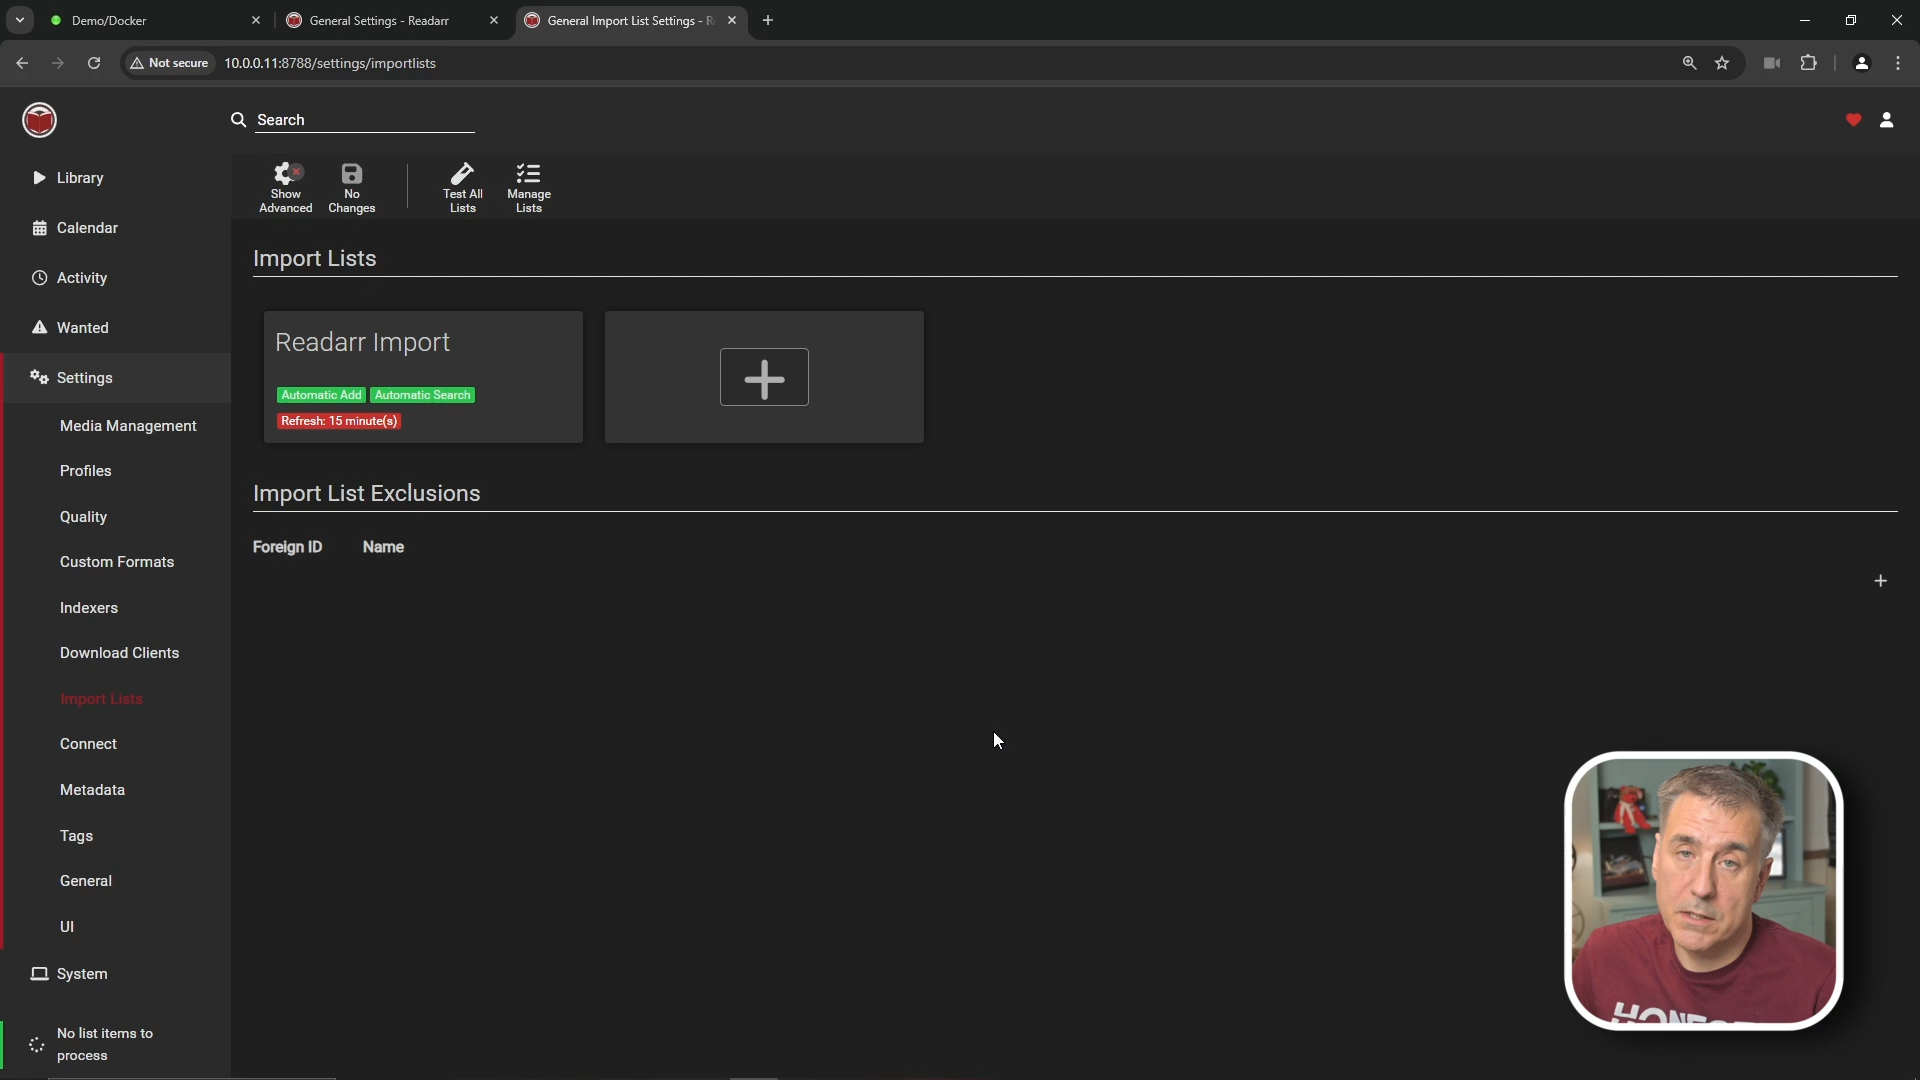 Demo/Docker
General Settings - Readarr
General Import List Settings - R
Not secure
10.0.0.11:8788/settings/importlists
Search
Library
Calendar
Activity
Wanted
Settings
Media Management
Profiles
Quality
Custom Formats
Indexers
Download Clients
Import Lists
Connect
Metadata
Tags
General
UI
System
No list items to
process
Show
Advanced
No
Changes
Test All
Lists
Manage
Lists
Import Lists
Readarr Import
Automatic Add
Automatic Search
Refresh: 15 minute(s)
Import List Exclusions
Foreign ID
Name